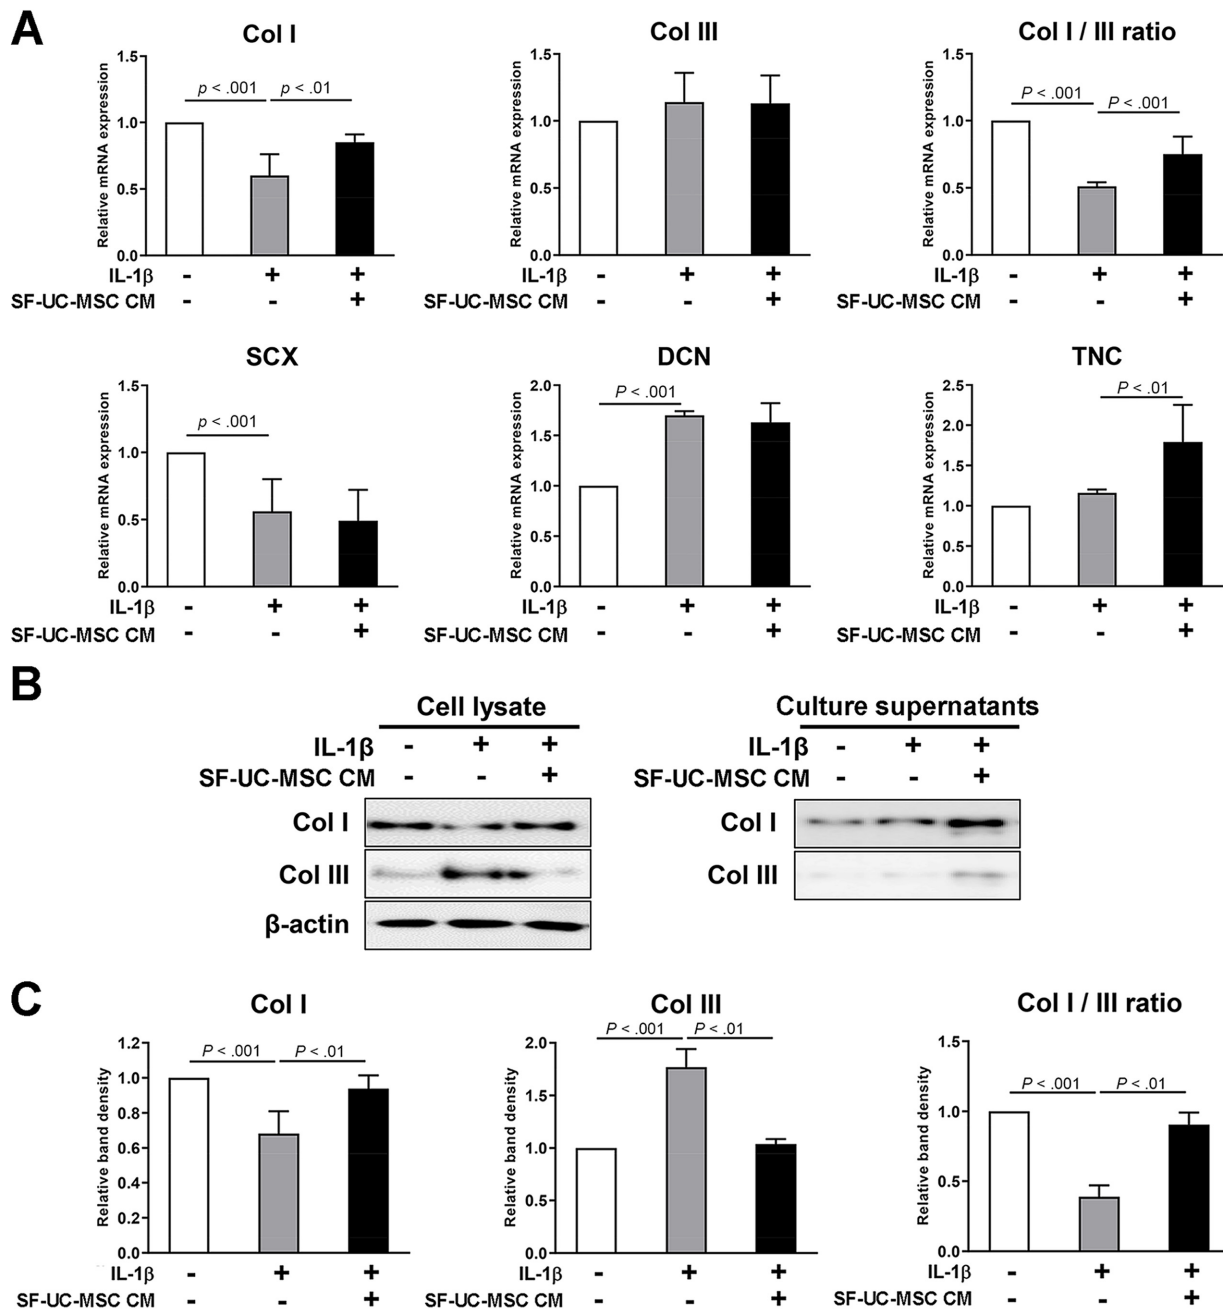 A
Col I
Relative mRNA expression
1.5
1.0
0.5
0.0
p < .001
p < .01
IL-1β - + +
SF-UC-MSC CM - - +
Col III
Relative mRNA expression
1.5
1.0
0.5
0.0
- + +
- - +
SF-UC-MSC CM
IL-1β
Col I / III ratio
Relative mRNA expression
1.5
1.0
0.5
0.0
P < .001
P < .001
IL-1β - + +
SF-UC-MSC CM - - +
SCX
Relative mRNA expression
1.5
1.0
0.5
0.0
p < .001
IL-1β - + +
SF-UC-MSC CM - - +
DCN
Relative mRNA expression
2.0
1.5
1.0
0.5
0.0
P < .001
IL-1β - + +
SF-UC-MSC CM - - +
TNC
Relative mRNA expression
2.5
2.0
1.5
1.0
0.5
0.0
P < .01
IL-1β - + +
SF-UC-MSC CM - - +
B
Cell lysate
IL-1β - + +
SF-UC-MSC CM - - +
Col I
Col III
β-actin
Culture supernatants
IL-1β - + +
SF-UC-MSC CM - - +
Col I
Col III
C
Col I
Relative band density
1.2
1.0
0.8
0.6
0.4
0.2
0.0
P < .001
P < .01
IL-1β - + +
SF-UC-MSC CM - - +
Col III
Relative band density
2.0
1.5
1.0
0.5
0.0
P < .001
P < .01
IL-1β - + +
SF-UC-MSC CM - - +
Col I / III ratio
Relative band density
1.5
1.0
0.5
0.0
P < .001
P < .01
IL-1β - + +
SF-UC-MSC CM - - +